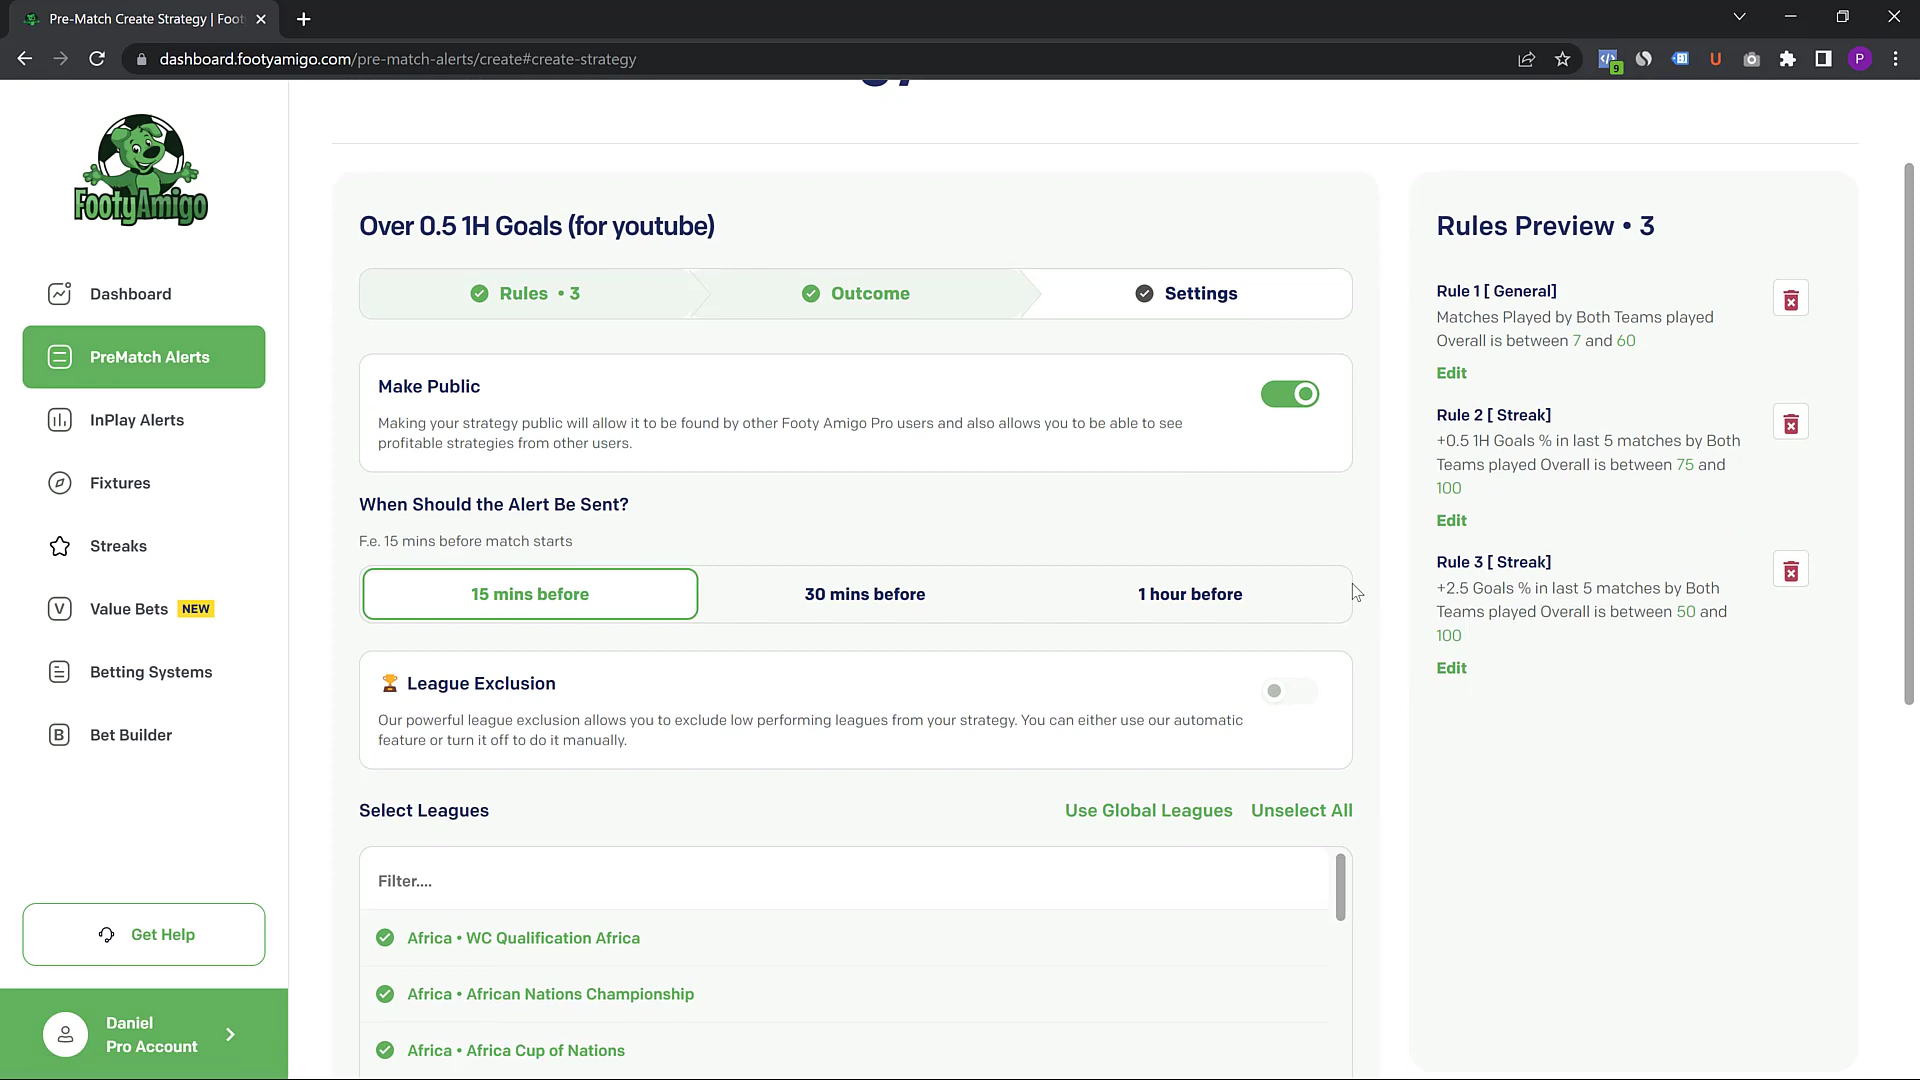 Pre-Match Create Strategy | Foot
dashboard.footyamigo.com/pre-match-alerts/create#create-strategy
9
U
P
FootyAmigo
Dashboard
PreMatch Alerts
InPlay Alerts
Fixtures
Streaks
V
Value Bets NEW
Betting Systems
B
Bet Builder
Get Help
Daniel
Pro Account
Over 0.5 1H Goals (for youtube)
Rules • 3
Outcome
Settings
Make Public
Making your strategy public will allow it to be found by other Footy Amigo Pro users and also allows you to be able to see
profitable strategies from other users.
When Should the Alert Be Sent?
F.e. 15 mins before match starts
15 mins before
30 mins before
1 hour before
League Exclusion
Our powerful league exclusion allows you to exclude low performing leagues from your strategy. You can either use our automatic
feature or turn it off to do it manually.
Select Leagues
Use Global Leagues
Unselect All
Filter....
Africa • WC Qualification Africa
Africa • African Nations Championship
Africa • Africa Cup of Nations
Rules Preview • 3
Rule 1 [ General]
Matches Played by Both Teams played
Overall is between 7 and 60
Edit
Rule 2 [ Streak]
+0.5 1H Goals % in last 5 matches by Both
Teams played Overall is between 75 and
100
Edit
Rule 3 [ Streak]
+2.5 Goals % in last 5 matches by Both
Teams played Overall is between 50 and
100
Edit